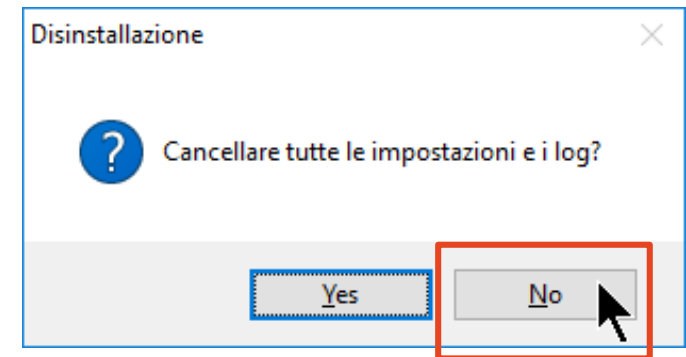 Disinstallazione
Cancellare tutte le impostazioni e i log?
Yes No